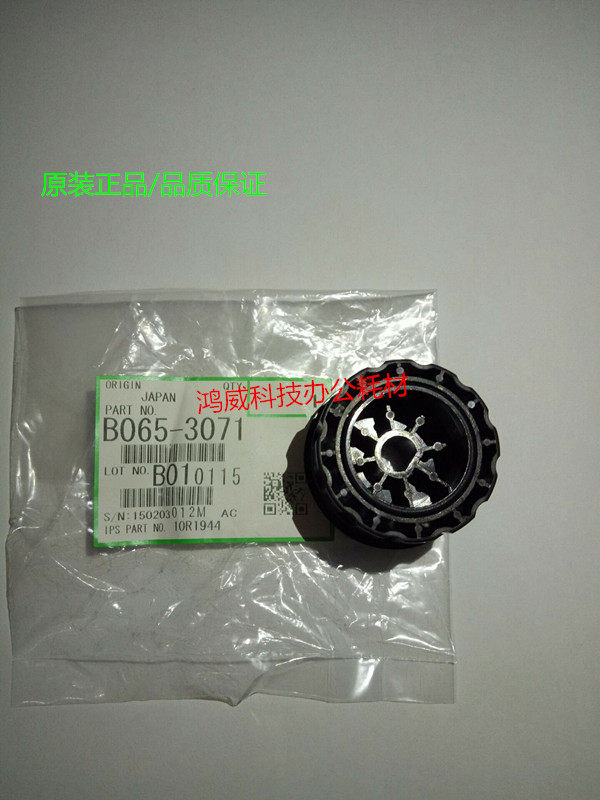 原装正品/品质保证
ORIGIN QTY
JAPAN
PART NO.
鸿威科技办公耗材
B065-3071
LOT NO. B010115
S/N:150203012M AC
IPS PART NO. 10R1944